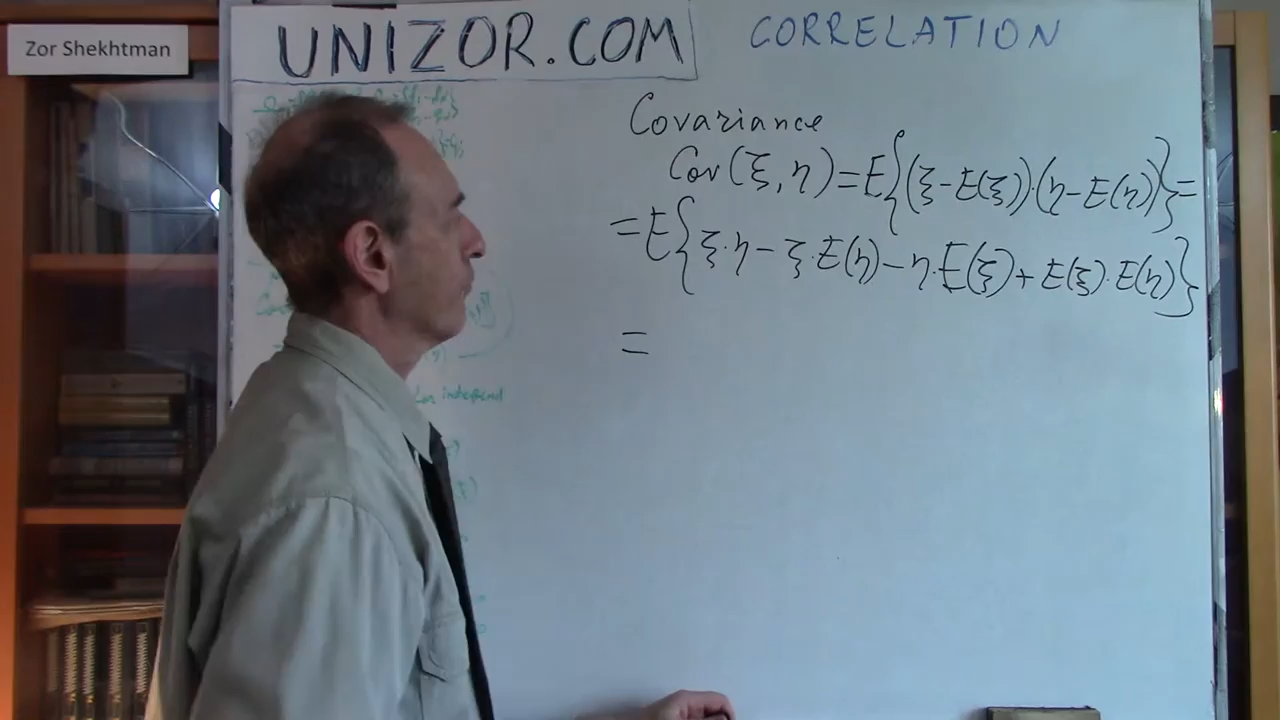 Zor Shekhtman
UNIZOR.COM
CORRELATION
Covariance
Cov(ξ,η)=E{(ξ-E(ξ))·(η-E(η))}=
=E{ξ·η-ξ·E(η)-η·E(ξ)+E(ξ)·E(η)}
=